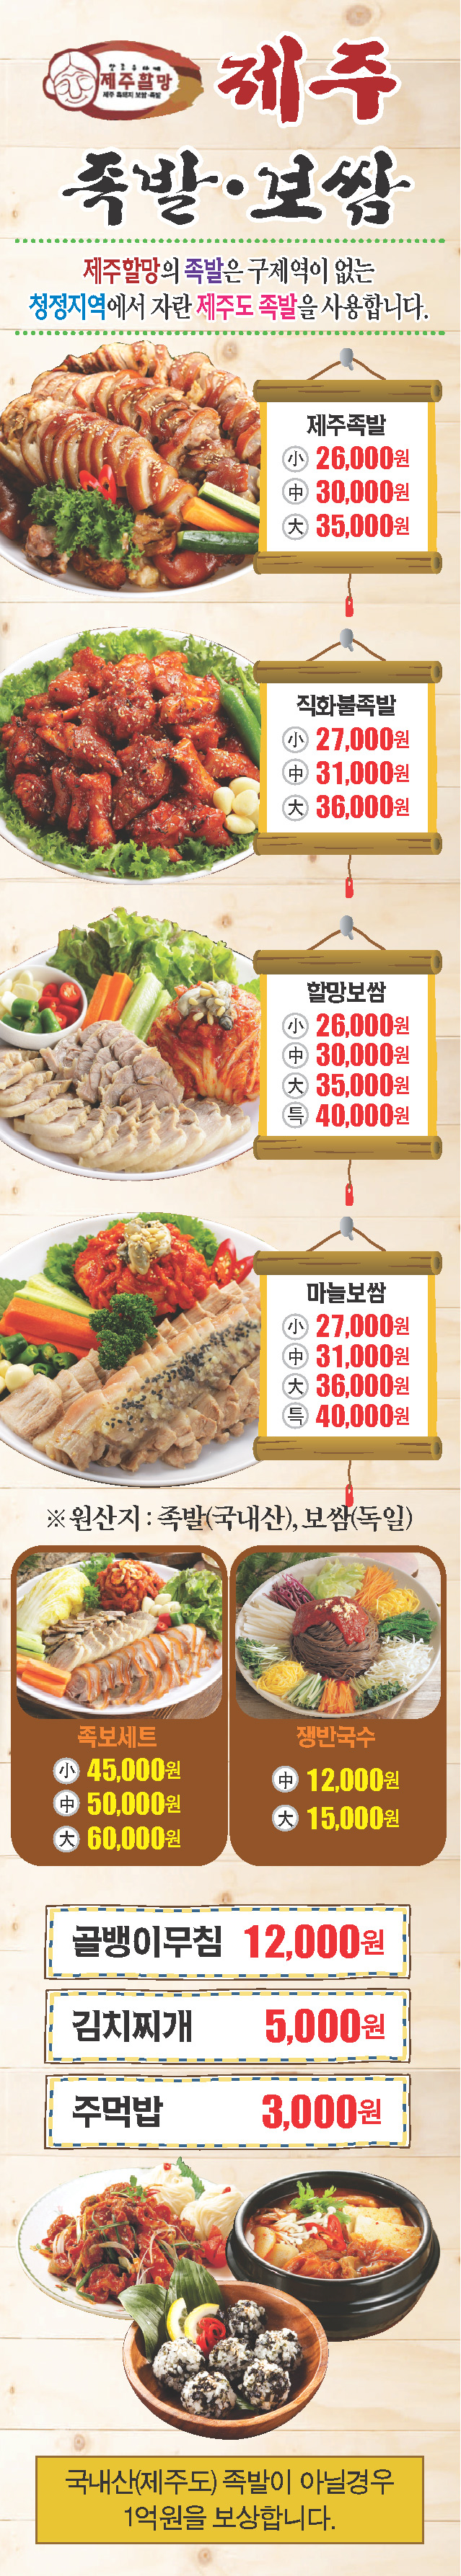 제주할망
제주 흑돼지 보쌈·족발
제주
족발·보쌈
제주할망의 족발은 구제역이 없는
청정지역에서 자란 제주도 족발을 사용합니다.
제주족발
小 26,000원
中 30,000원
大 35,000원
직화불족발
小 27,000원
中 31,000원
大 36,000원
할망보쌈
小 26,000원
中 30,000원
大 35,000원
특 40,000원
마늘보쌈
小 27,000원
中 31,000원
大 36,000원
특 40,000원
※원산지 : 족발(국내산), 보쌈(독일)
족보세트
小 45,000원
中 50,000원
大 60,000원
쟁반국수
中 12,000원
大 15,000원
골뱅이무침 12,000원
김치찌개 5,000원
주먹밥 3,000원
국내산(제주도) 족발이 아닐경우
1억원을 보상합니다.